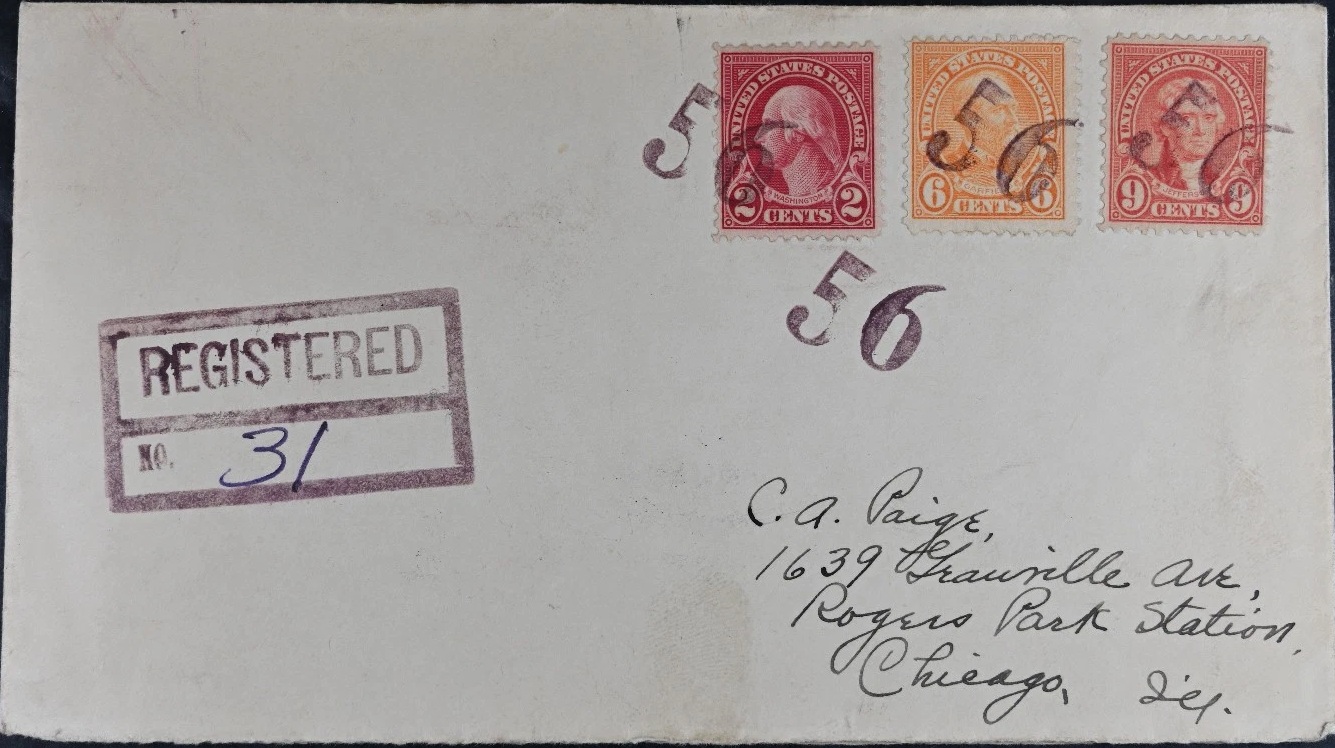 UNITED STATES POSTAGE
WASHINGTON
2 CENTS 2
UNITED STATES POSTAGE
GARFIELD
6 CENTS 6
UNITED STATES POSTAGE
JEFFERSON
9 CENTS 9
56
56
56
56
REGISTERED
NO. 31
C. A. Paige,
1639 Granville Ave,
Rogers Park Station,
Chicago, Ill.